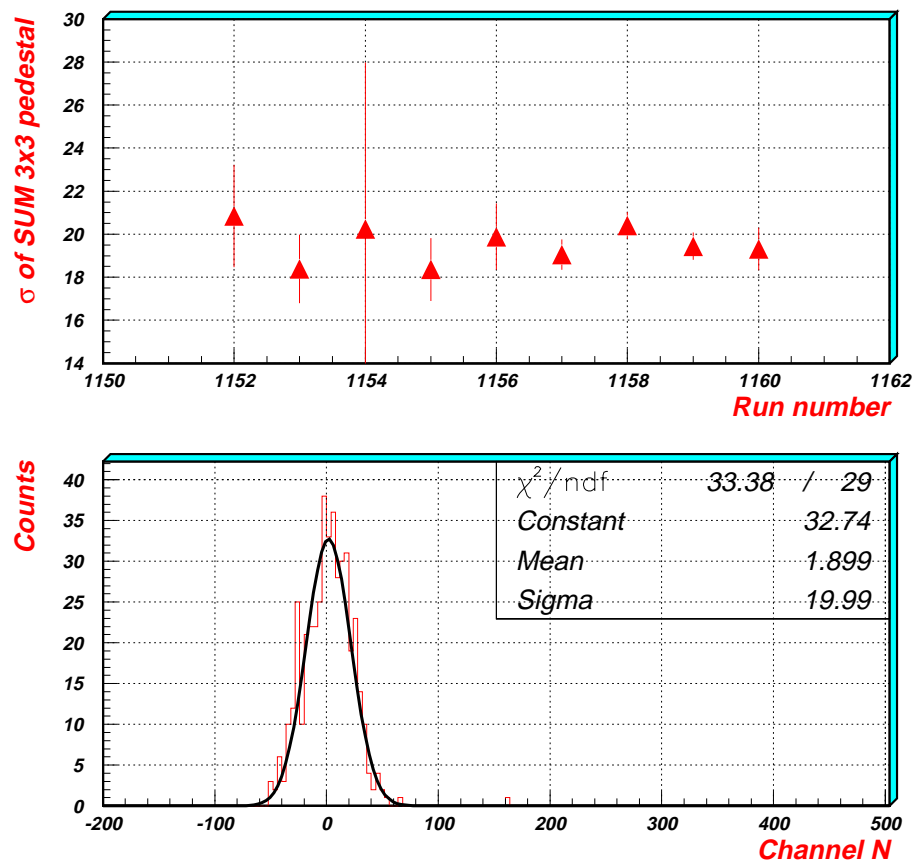 σ of SUM 3x3 pedestal
30
28
26
24
22
20
18
16
14
1150 1152 1154 1156 1158 1160 1162
Run number
Counts
40
35
30
25
20
15
10
5
0
χ²/ndf 33.38 / 29
Constant 32.74
Mean 1.899
Sigma 19.99
-200 -100 0 100 200 300 400 500
Channel N